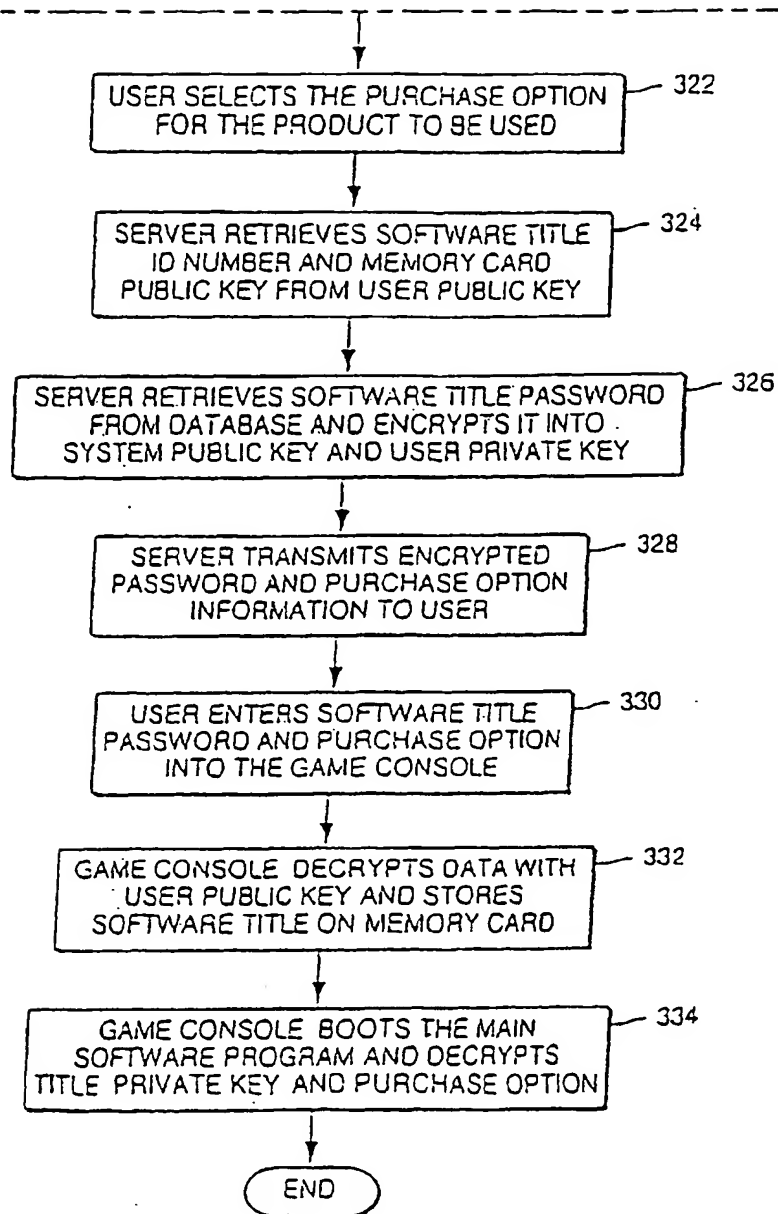 USER SELECTS THE PURCHASE OPTION
FOR THE PRODUCT TO BE USED
322
SERVER RETRIEVES SOFTWARE TITLE
ID NUMBER AND MEMORY CARD
PUBLIC KEY FROM USER PUBLIC KEY
324
SERVER RETRIEVES SOFTWARE TITLE PASSWORD
FROM DATABASE AND ENCRYPTS IT INTO
SYSTEM PUBLIC KEY AND USER PRIVATE KEY
326
SERVER TRANSMITS ENCRYPTED
PASSWORD AND PURCHASE OPTION
INFORMATION TO USER
328
USER ENTERS SOFTWARE TITLE
PASSWORD AND PURCHASE OPTION
INTO THE GAME CONSOLE
330
GAME CONSOLE DECRYPTS DATA WITH
USER PUBLIC KEY AND STORES
SOFTWARE TITLE ON MEMORY CARD
332
GAME CONSOLE BOOTS THE MAIN
SOFTWARE PROGRAM AND DECRYPTS
TITLE PRIVATE KEY AND PURCHASE OPTION
334
END